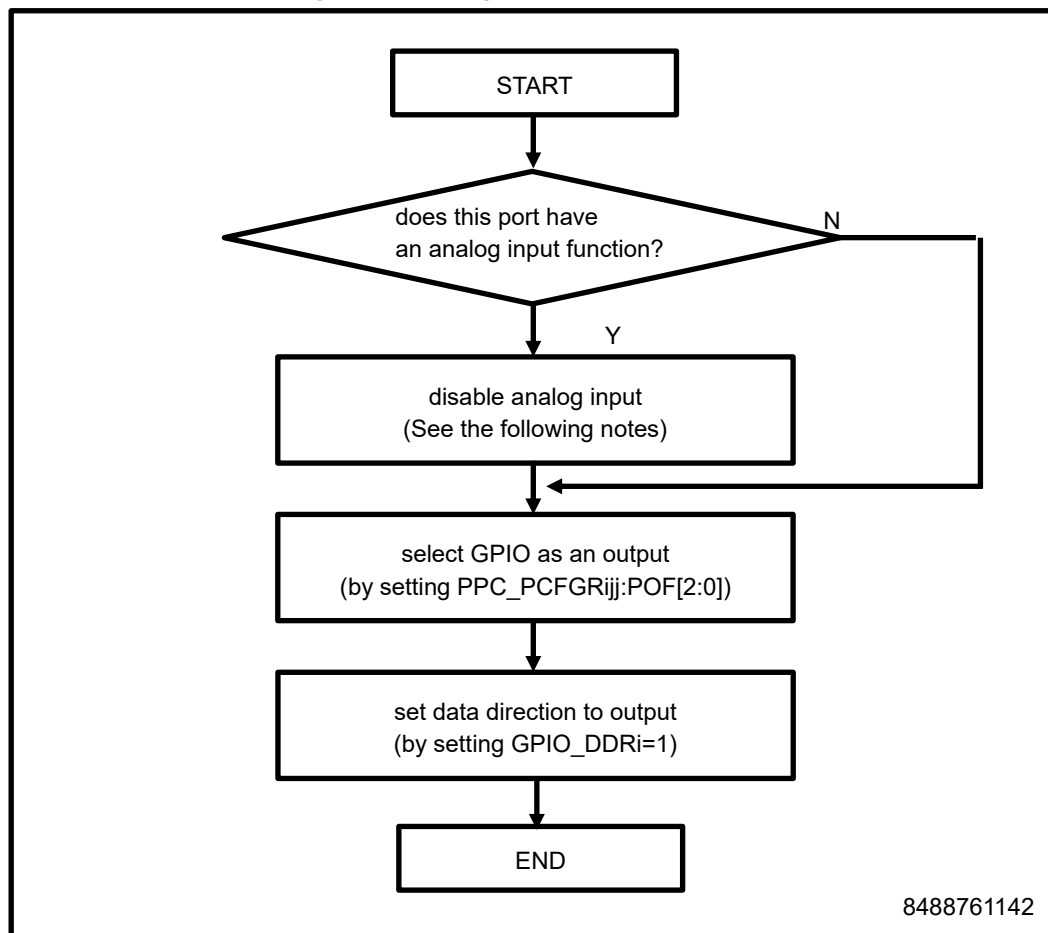 START
does this port have
an analog input function?
N
Y
disable analog input
(See the following notes)
select GPIO as an output
(by setting PPC_PCFGRijj:POF[2:0])
set data direction to output
(by setting GPIO_DDRi=1)
END
8488761142